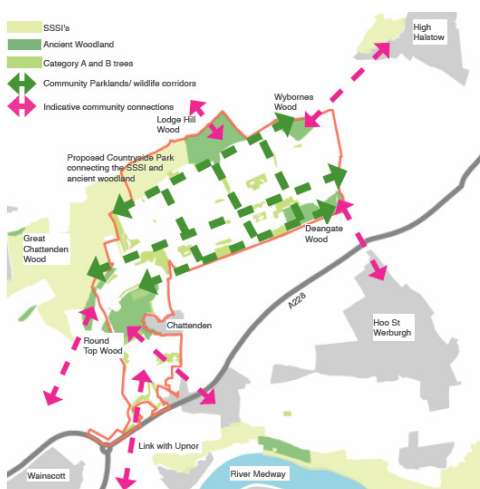 SSSI's
Ancient Woodland
Category A and B trees
Community Parklands/ wildlife corridors
Indicative community connections
High
Halstow
Wybornes
Wood
Lodge Hill
Wood
Proposed Countryside Park
connecting the SSSI and
ancient woodland
Great
Chattenden
Wood
Deangate
Wood
A228
Hoo St
Werburgh
Chattenden
Round
Top Wood
Link with Upnor
Wainscott
River Medway